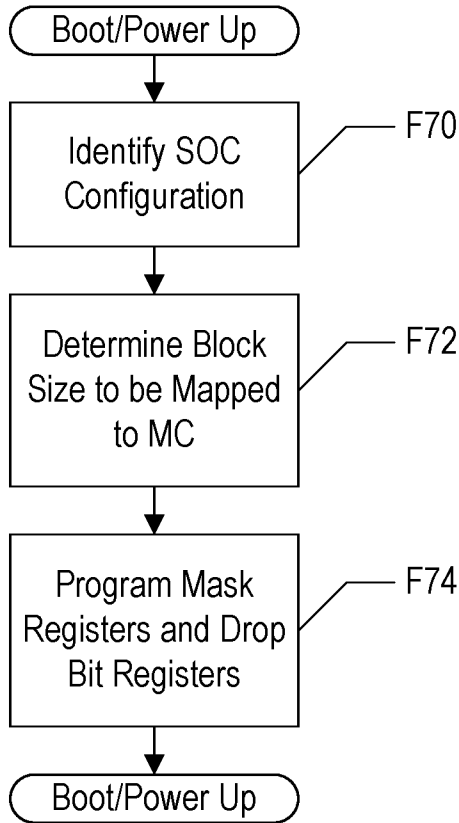 Boot/Power Up
Identify SOC
Configuration
F70
Determine Block
Size to be Mapped
to MC
F72
Program Mask
Registers and Drop
Bit Registers
F74
Boot/Power Up